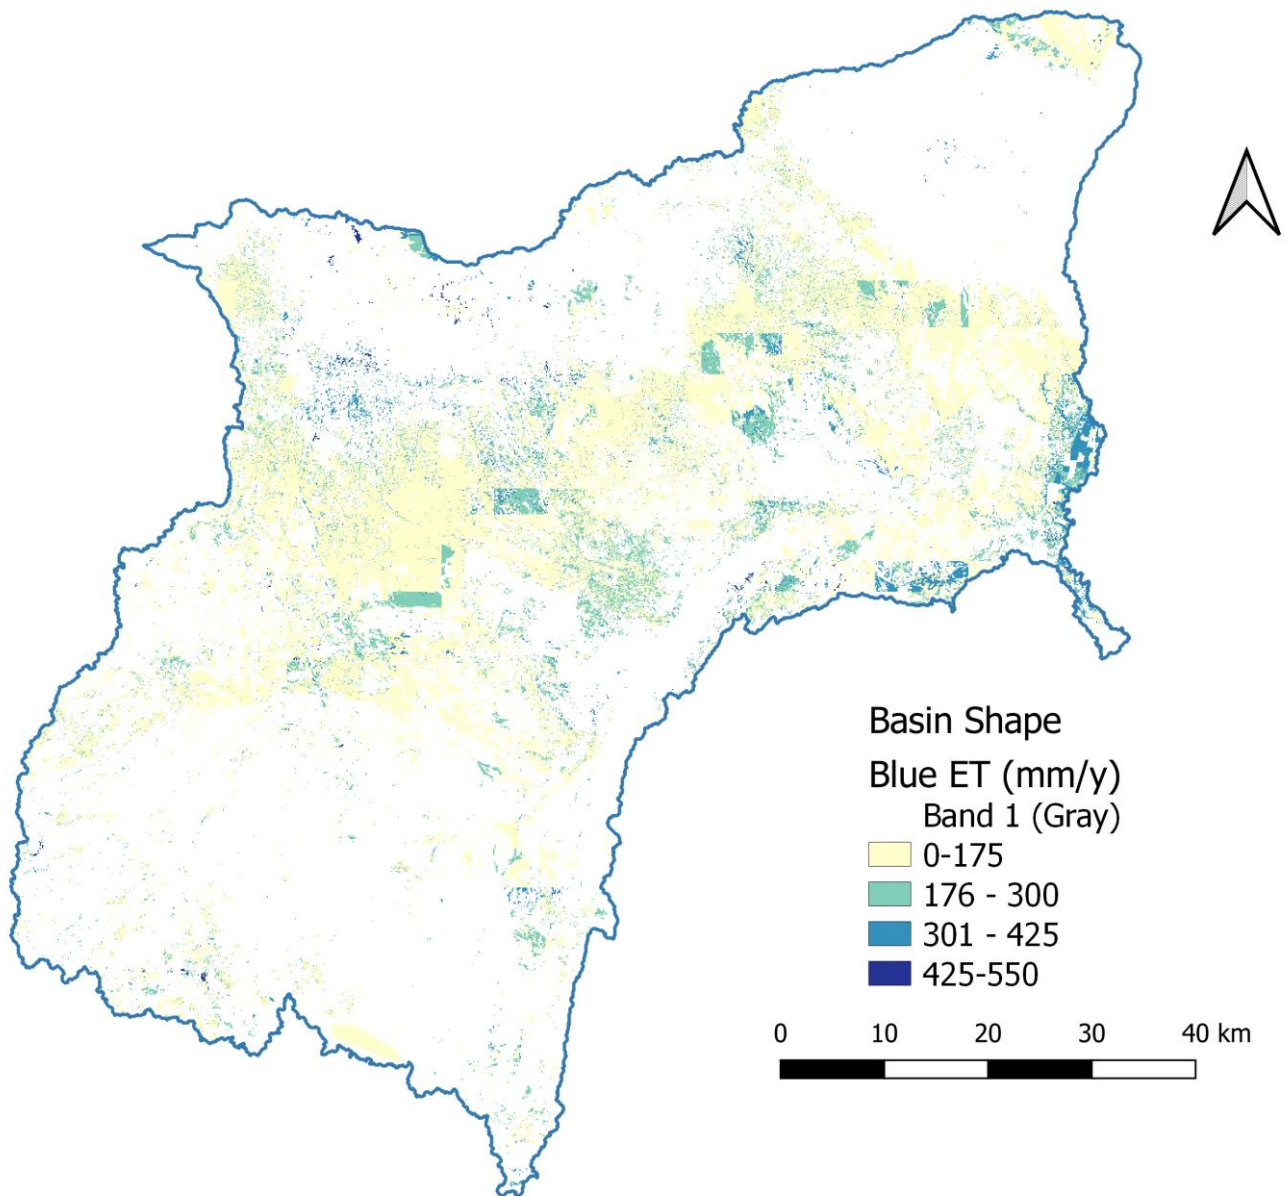 Basin Shape
Blue ET (mm/y)
Band 1 (Gray)
0-175
176 - 300
301 - 425
425-550
0 10 20 30 40 km